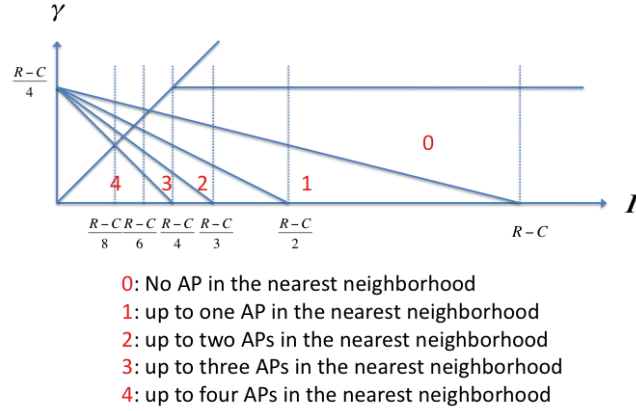 γ
R – C
4
0
4 3 2 1
I
R – C R – C R – C R – C R – C R – C
8 6 4 3 2
0: No AP in the nearest neighborhood
1: up to one AP in the nearest neighborhood
2: up to two APs in the nearest neighborhood
3: up to three APs in the nearest neighborhood
4: up to four APs in the nearest neighborhood